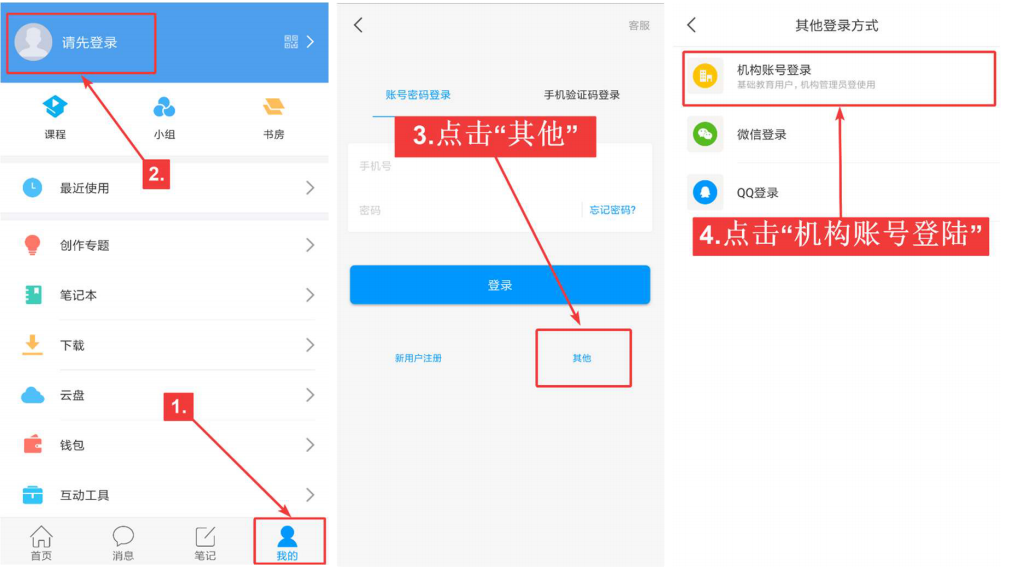 请先登录
课程
小组
书房
2.
最近使用
创作专题
笔记本
下载
云盘
1.
钱包
互动工具
首页
消息
笔记
我的
客服
账号密码登录
手机验证码登录
3.点击“其他”
手机号
密码
忘记密码?
登录
新用户注册
其他
其他登录方式
机构账号登录
基础教育用户，机构管理员登使用
微信登录
QQ登录
4.点击“机构账号登陆”